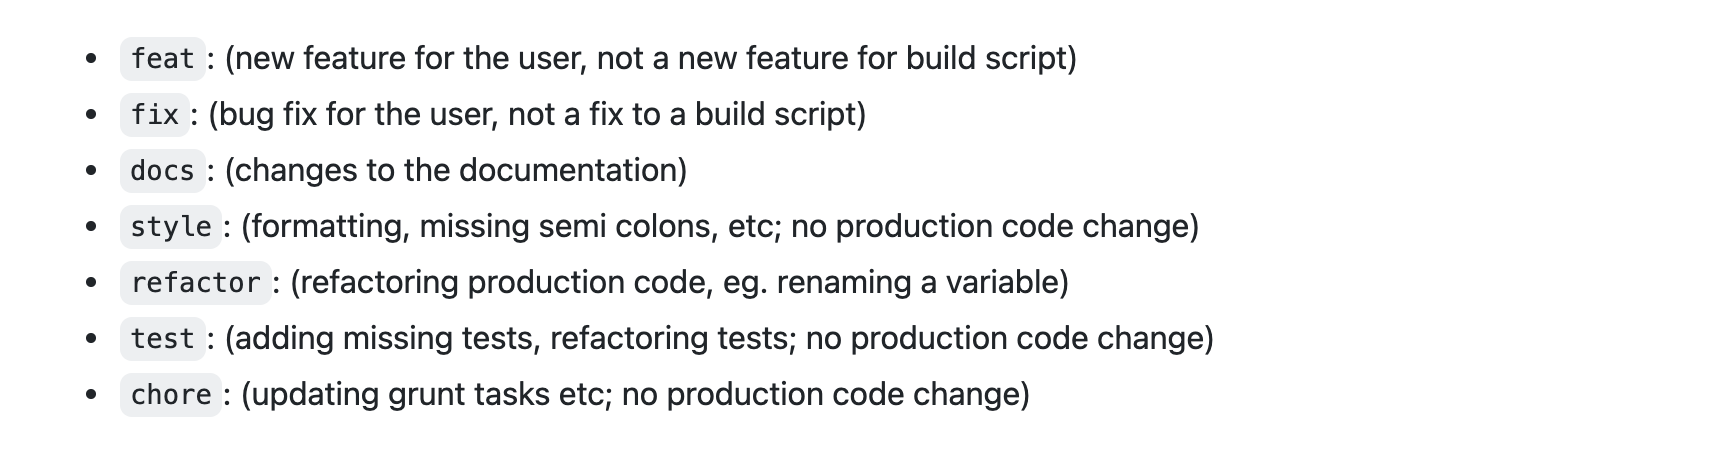 • feat: (new feature for the user, not a new feature for build script)
• fix: (bug fix for the user, not a fix to a build script)
• docs: (changes to the documentation)
• style: (formatting, missing semi colons, etc; no production code change)
• refactor: (refactoring production code, eg. renaming a variable)
• test: (adding missing tests, refactoring tests; no production code change)
• chore: (updating grunt tasks etc; no production code change)